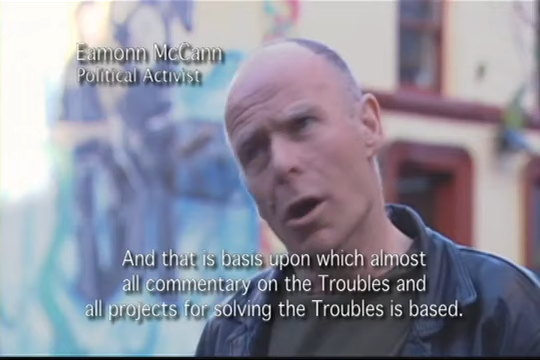 Eamonn McCann
Political Activist
And that is basis upon which almost
all commentary on the Troubles and
all projects for solving the Troubles is based.